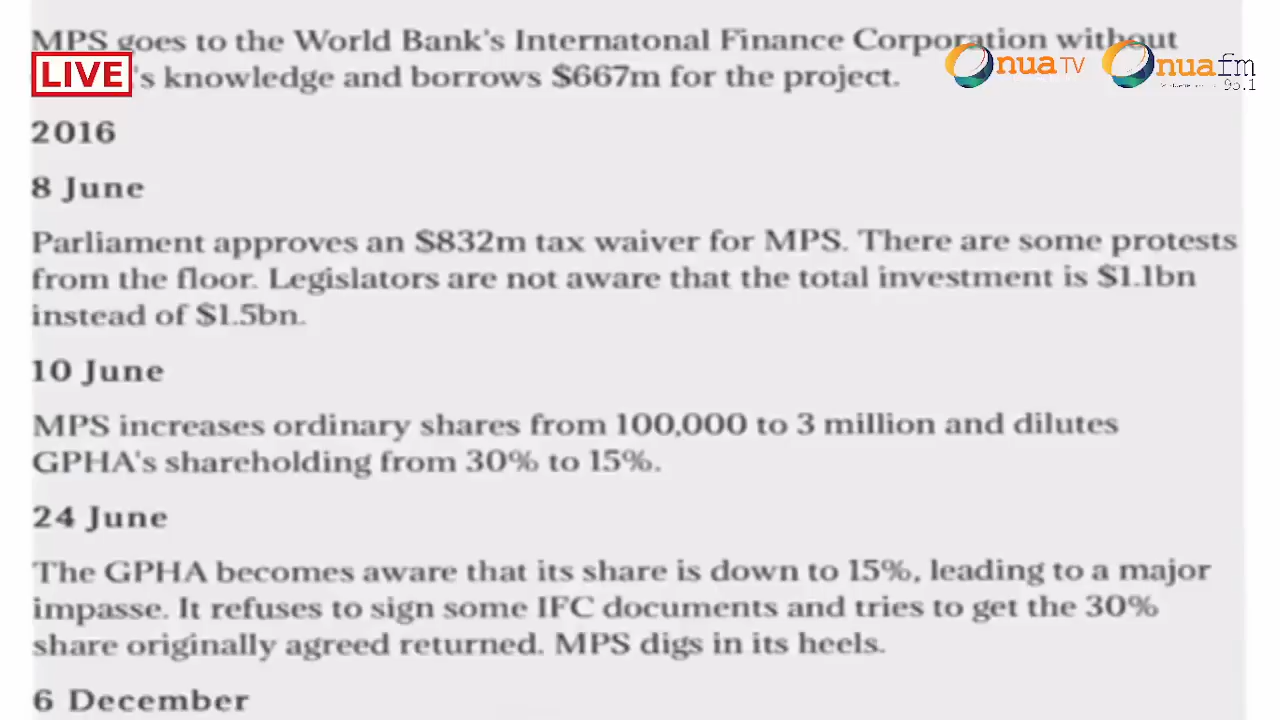 MPS goes to the World Bank's Internatonal Finance Corporation without
LIVE 's knowledge and borrows $667m for the project.
nua TV nua fm
95.1
2016
8 June
Parliament approves an $832m tax waiver for MPS. There are some protests
from the floor. Legislators are not aware that the total investment is $1.1bn
instead of $1.5bn.
10 June
MPS increases ordinary shares from 100,000 to 3 million and dilutes
GPHA's shareholding from 30% to 15%.
24 June
The GPHA becomes aware that its share is down to 15%, leading to a major
impasse. It refuses to sign some IFC documents and tries to get the 30%
share originally agreed returned. MPS digs in its heels.
6 December